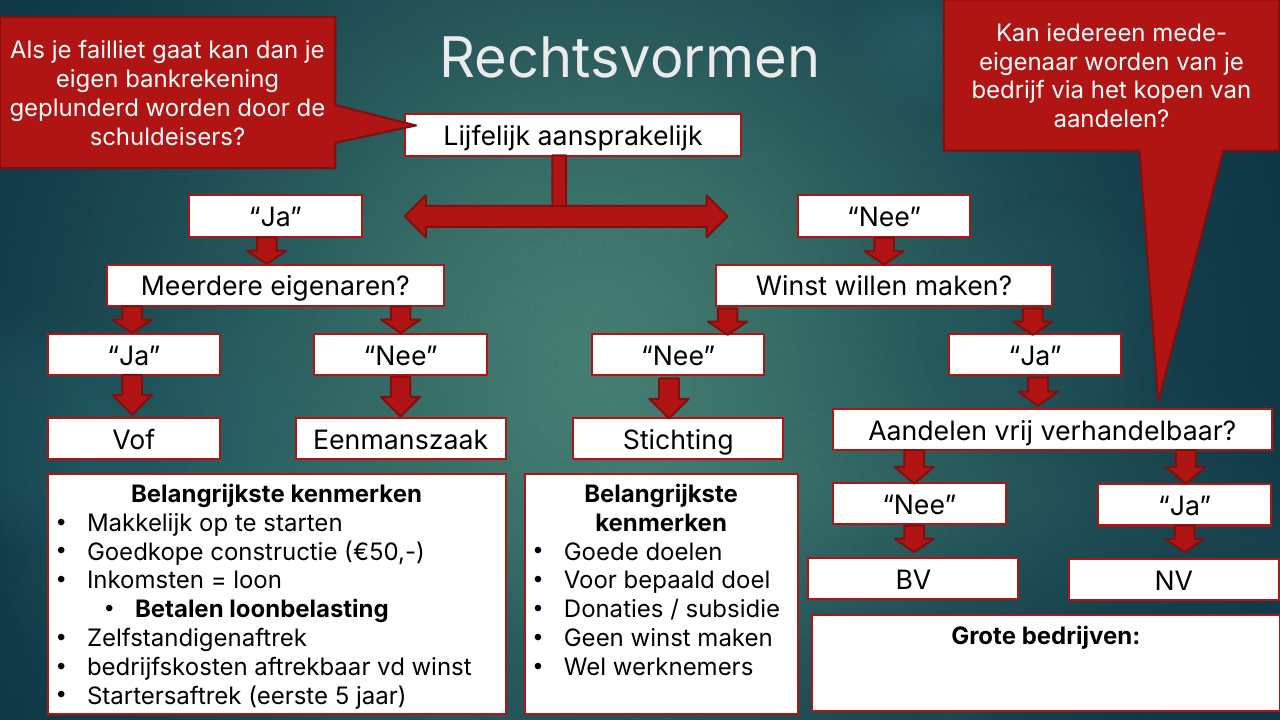 Als je failliet gaat kan dan je
eigen bankrekening
geplunderd worden door de
schuldeisers?
Rechtsvormen
Kan iedereen mede-
eigenaar worden van je
bedrijf via het kopen van
aandelen?
Lijfelijk aansprakelijk
“Ja”
“Nee”
Meerdere eigenaren?
Winst willen maken?
“Ja”
“Nee”
“Nee”
“Ja”
Vof
Eenmanszaak
Stichting
Aandelen vrij verhandelbaar?
“Nee”
“Ja”
BV
NV
Belangrijkste kenmerken
• Makkelijk op te starten
• Goedkope constructie (€50,-)
• Inkomsten = loon
• Betalen loonbelasting
• Zelfstandigenaftrek
• bedrijfskosten aftrekbaar vd winst
• Startersaftrek (eerste 5 jaar)
Belangrijkste
kenmerken
• Goede doelen
• Voor bepaald doel
• Donaties / subsidie
• Geen winst maken
• Wel werknemers
Grote bedrijven: